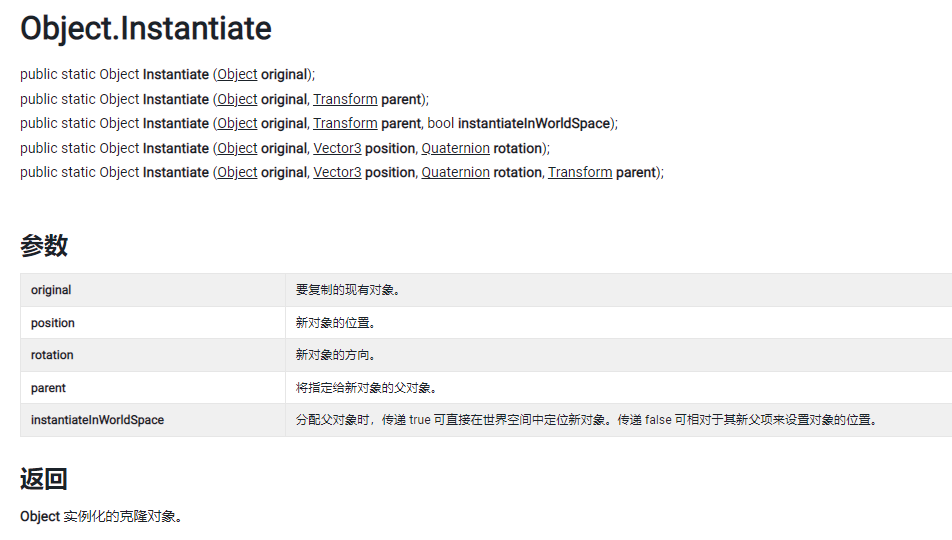 Object.Instantiate
public static Object Instantiate (Object original);
public static Object Instantiate (Object original, Transform parent);
public static Object Instantiate (Object original, Transform parent, bool instantiateInWorldSpace);
public static Object Instantiate (Object original, Vector3 position, Quaternion rotation);
public static Object Instantiate (Object original, Vector3 position, Quaternion rotation, Transform parent);
参数
original 要复制的现有对象。
position 新对象的位置。
rotation 新对象的方向。
parent 将指定给新对象的父对象。
instantiateInWorldSpace 分配父对象时，传递 true 可直接在世界空间中定位新对象。传递 false 可相对于其新父项来设置对象的位置。
返回
Object 实例化的克隆对象。